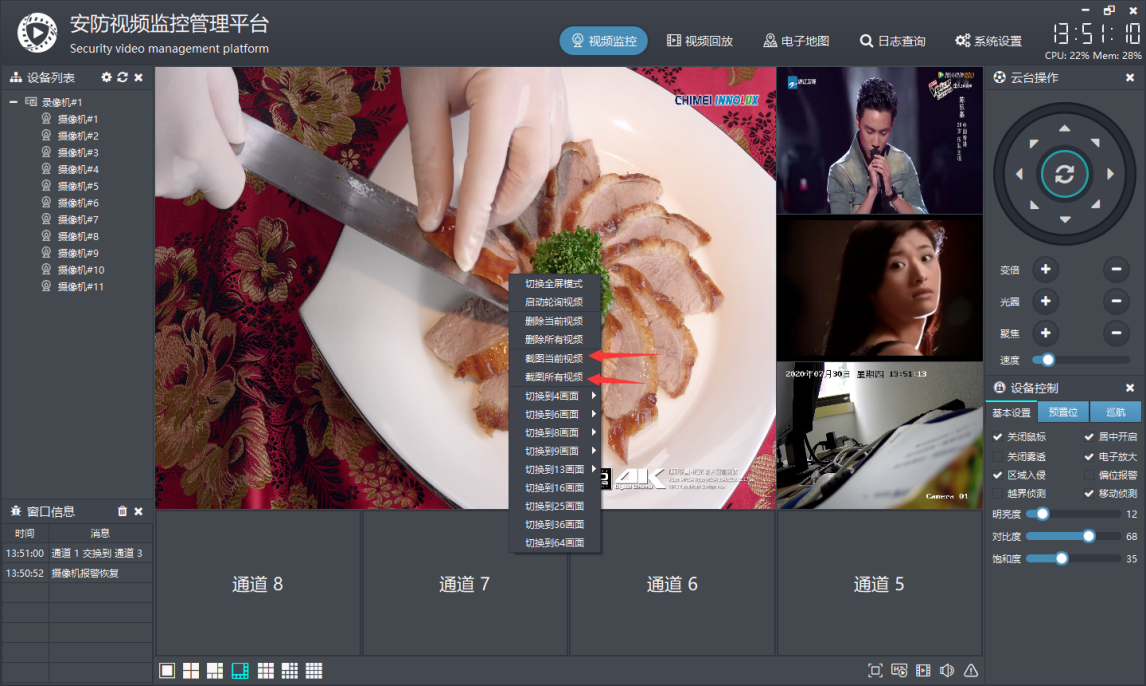 安防视频监控管理平台
Security video management platform
视频监控
视频回放
电子地图
日志查询
系统设置
13:51:10
CPU: 22% Mem: 28%
设备列表
录像机#1
摄像机#1
摄像机#2
摄像机#3
摄像机#4
摄像机#5
摄像机#6
摄像机#7
摄像机#8
摄像机#9
摄像机#10
摄像机#11
窗口信息
时间 消息
13:51:00 通道 1 交换到 通道 3
13:50:52 摄像机报警恢复
CHIMEI INNOLUX
4K
Digital Cinema
切换全屏模式
启动轮询视频
删除当前视频
删除所有视频
截图当前视频
截图所有视频
切换到4画面
切换到6画面
切换到8画面
切换到9画面
切换到13画面
切换到16画面
切换到25画面
切换到36画面
切换到64画面
2020年07月30日 星期四 13:51:13
Camera 01
通道 8
通道 7
通道 6
通道 5
云台操作
变倍
光圈
聚焦
速度
设备控制
基本设置 预置位 巡航
关闭鼠标 居中开启
关闭雾透 电子放大
区域入侵 偏位报警
越界侦测 移动侦测
明亮度 12
对比度 68
饱和度 35